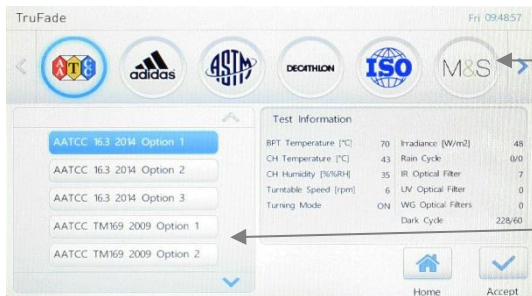 TruFade
Fri 09:48:57
AATCC
adidas
ASTM
DECATHLON
ISO
M&S
AATCC 16.3 2014 Option 1
AATCC 16.3 2014 Option 2
AATCC 16.3 2014 Option 3
AATCC TM169 2009 Option 1
AATCC TM169 2009 Option 2
Test Information
BPT Temperature [°C] 70 Irradiance [W/m2] 48
CH Temperature [°C] 43 Rain Cycle 0/0
CH Humidity [%%RH] 35 IR Optical Filter 7
Turntable Speed [rpm] 6 UV Optical Filter 0
Turning Mode ON WG Optical Filters 0
Dark Cycle 228/60
Home
Accept